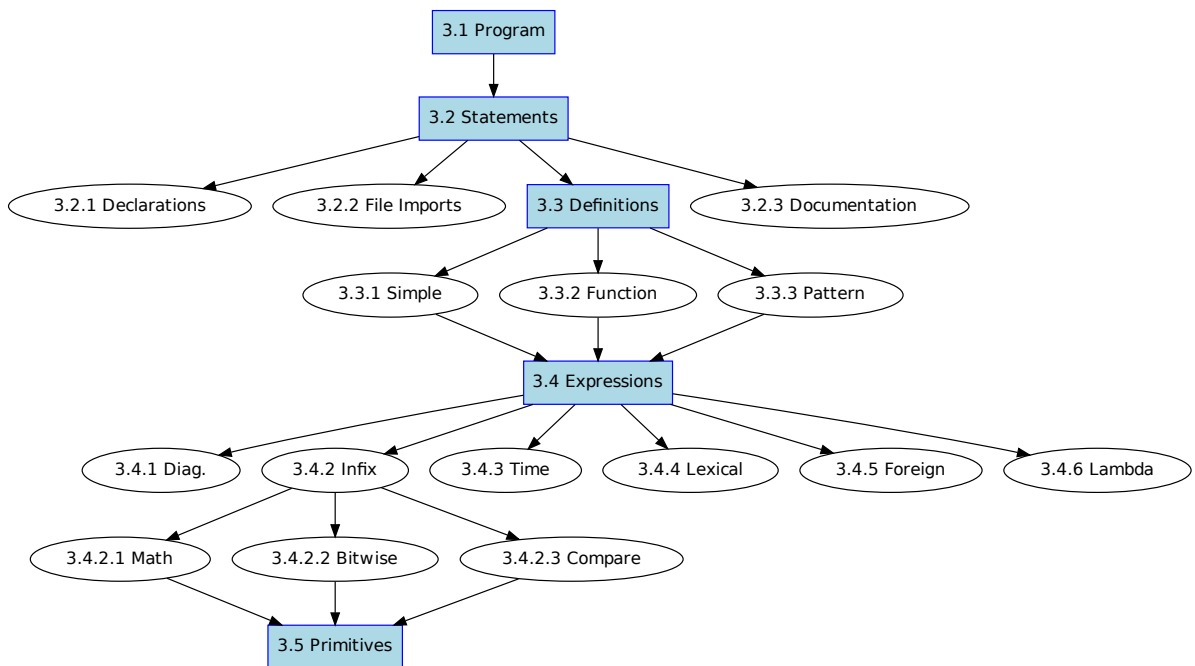 3.1 Program
3.2 Statements
3.2.1 Declarations
3.2.2 File Imports
3.3 Definitions
3.2.3 Documentation
3.3.1 Simple
3.3.2 Function
3.3.3 Pattern
3.4 Expressions
3.4.1 Diag.
3.4.2 Infix
3.4.3 Time
3.4.4 Lexical
3.4.5 Foreign
3.4.6 Lambda
3.4.2.1 Math
3.4.2.2 Bitwise
3.4.2.3 Compare
3.5 Primitives